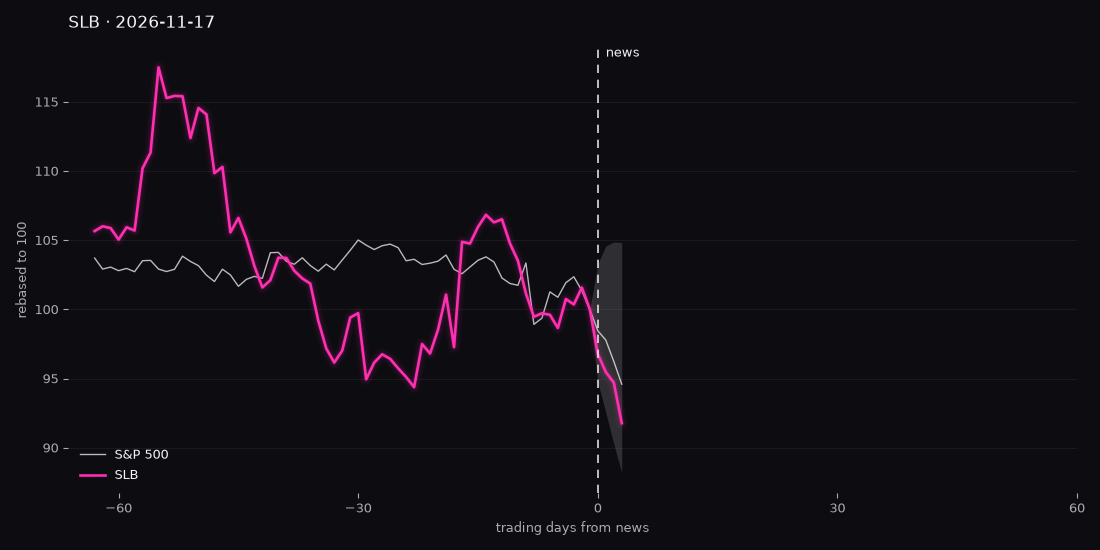 SLB · 2026-11-17
news
115
110
105
100
95
90
rebased to 100
S&P 500
SLB
−60
−30
0
30
60
trading days from news